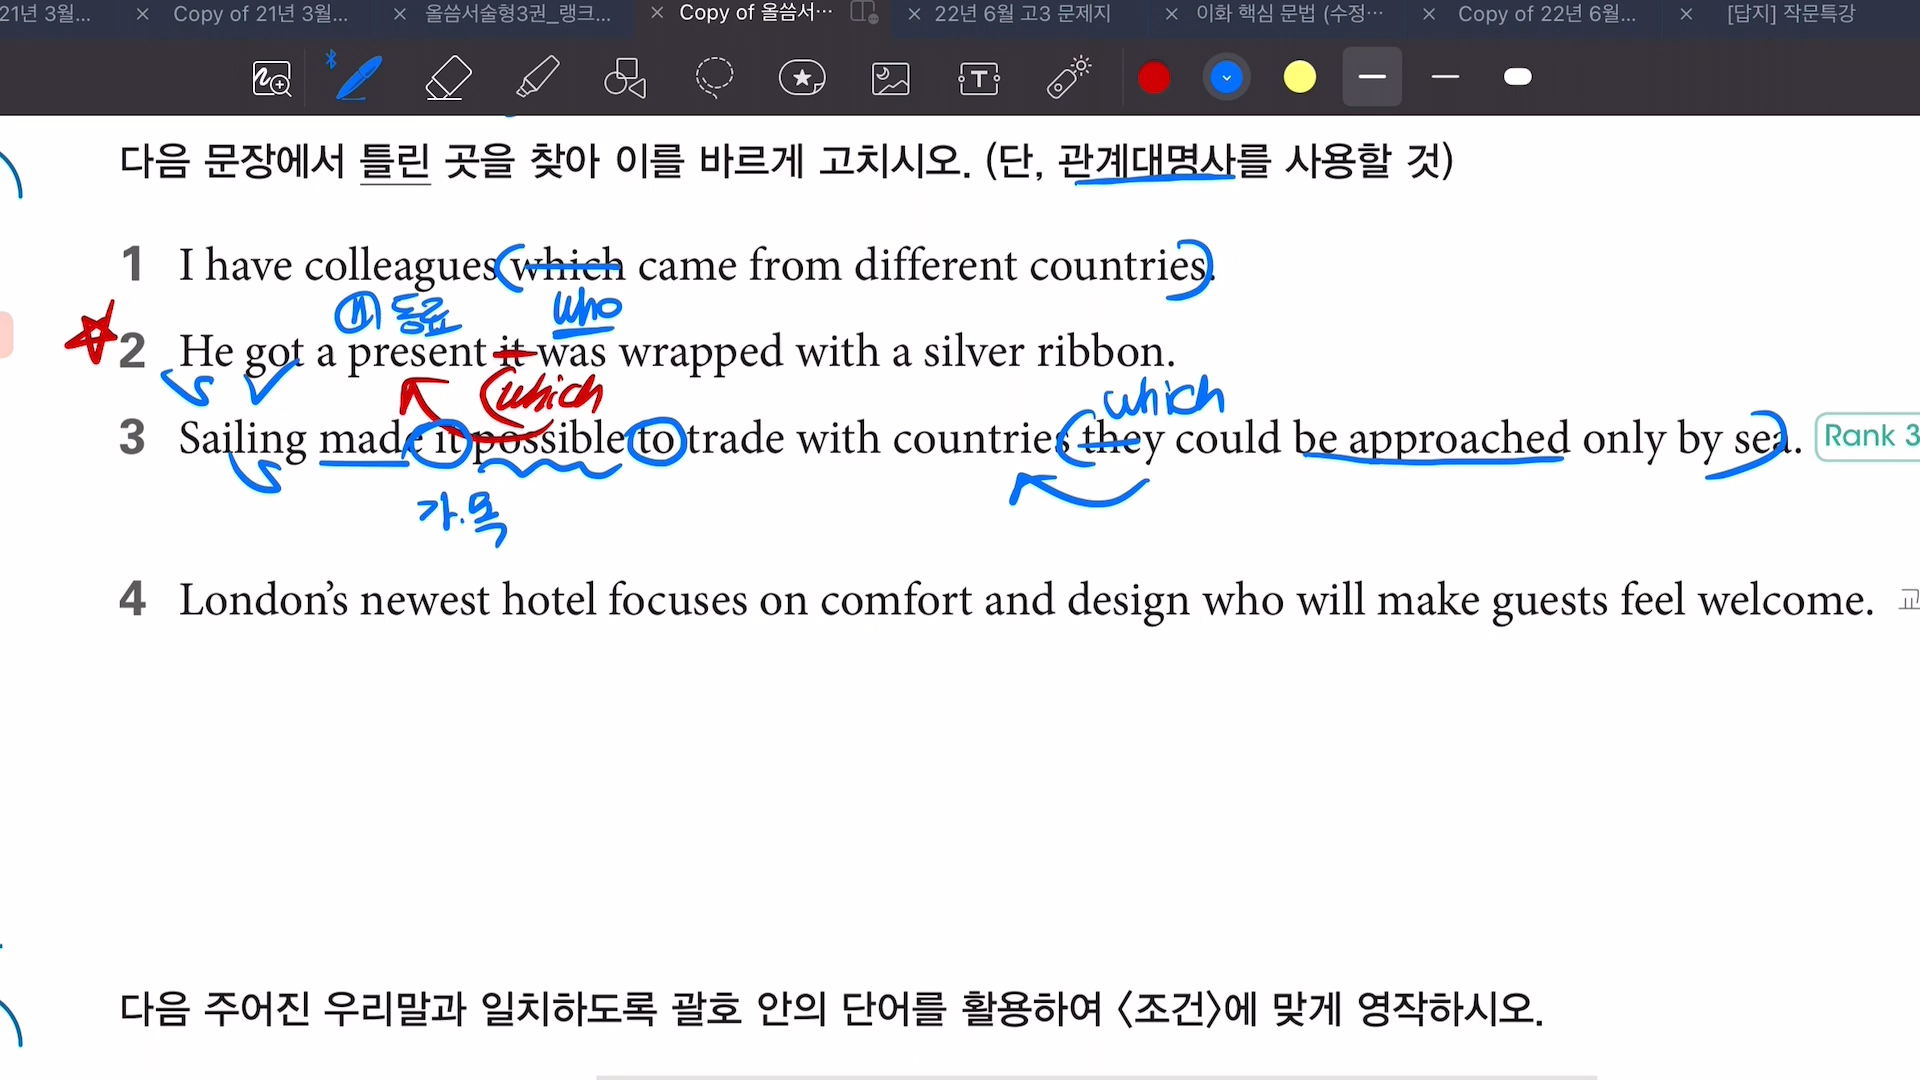 21년 3월... × Copy of 21년 3월... × 올씀서술형3권_랭크... × Copy of 올씀서... × 22년 6월 고3 문제지 × 이화 핵심 문법 (수정... × Copy of 22년 6월... × [답지] 작문특강
다음 문장에서 틀린 곳을 찾아 이를 바르게 고치시오. (단, 관계대명사를 사용할 것)
1 I have colleagues which came from different countries.
동료 who
2 He got a present it was wrapped with a silver ribbon.
which which
3 Sailing made it possible to trade with countries they could be approached only by sea. Rank 3
가.목
4 London's newest hotel focuses on comfort and design who will make guests feel welcome. 교
다음 주어진 우리말과 일치하도록 괄호 안의 단어를 활용하여 〈조건〉에 맞게 영작하시오.